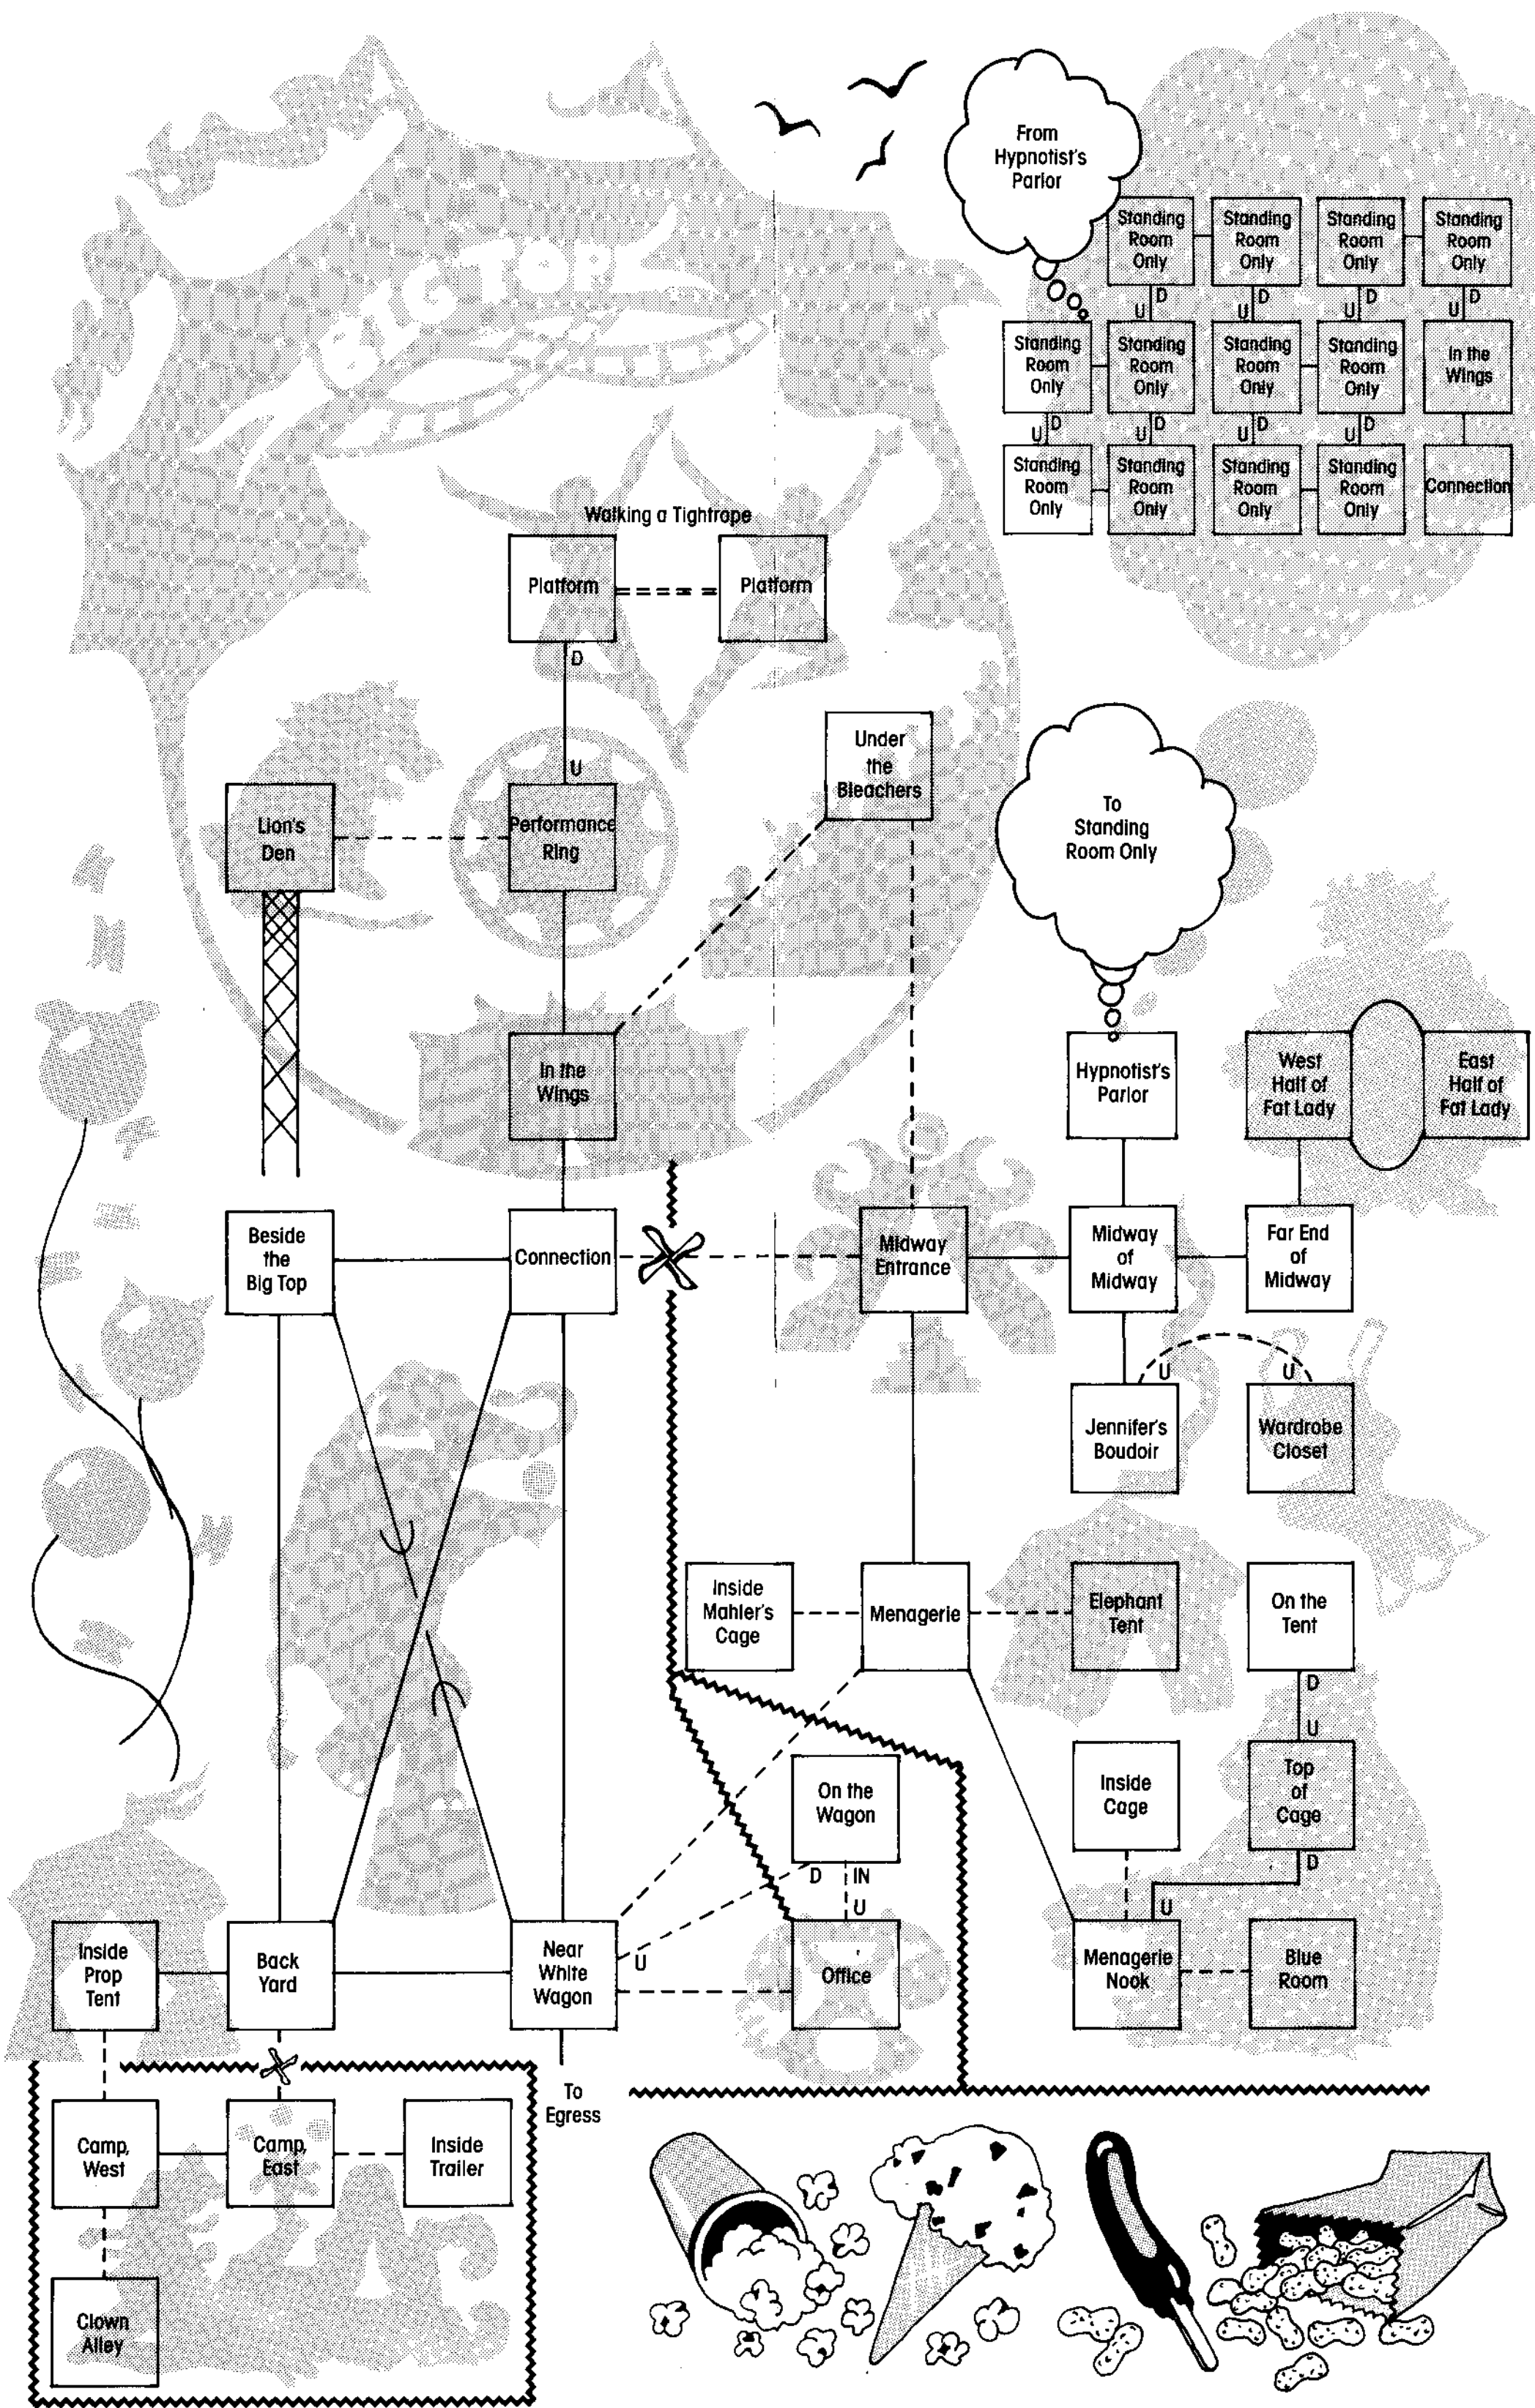 From
Hypnotist's
Parlor
Standing
Room
Only
Standing
Room
Only
Standing
Room
Only
Standing
Room
Only
D
U
D
U
D
U
D
U
BIG TOP
Standing
Room
Only
Standing
Room
Only
Standing
Room
Only
Standing
Room
Only
In the
Wings
U
D
U
D
U
D
U
D
Standing
Room
Only
Standing
Room
Only
Standing
Room
Only
Standing
Room
Only
Connection
Walking a Tightrope
Platform
Platform
D
U
Under
the
Bleachers
Lion's
Den
Performance
Ring
To
Standing
Room Only
In the
Wings
Hypnotist's
Parlor
West
Half of
Fat Lady
East
Half of
Fat Lady
Beside
the
Big Top
Connection
Midway
Entrance
Midway
of
Midway
Far End
of
Midway
U
U
Jennifer's
Boudoir
Wardrobe
Closet
Inside
Mahler's
Cage
Menagerie
Elephant
Tent
On the
Tent
D
U
On the
Wagon
Inside
Cage
Top
of
Cage
D
IN
U
D
U
Inside
Prop
Tent
Back
Yard
Near
White
Wagon
U
Office
Menagerie
Nook
Blue
Room
To
Egress
Camp,
West
Camp,
East
Inside
Trailer
Clown
Alley